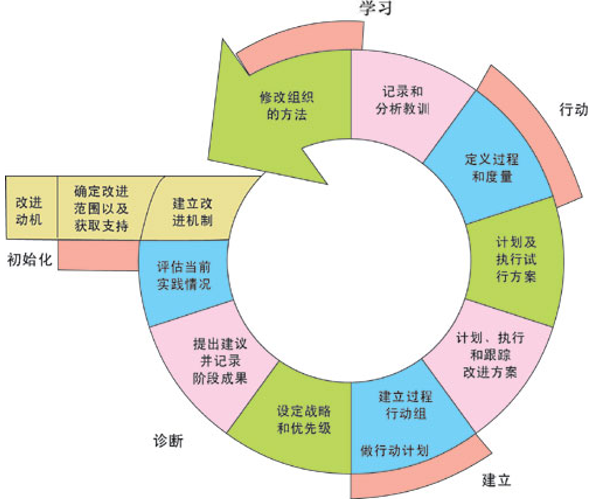 学习
修改组织
的方法
记录和
分析教训
行动
定义过程
和度量
改进
动机
确定改进
范围以及
获取支持
建立改
进机制
计划及
执行试
行方案
初始化
评估当前
实践情况
计划、执行
和跟踪
改进方案
提出建议
并记录
阶段成果
建立过程
行动组
做行动计划
设定战略
和优先级
诊断
建立